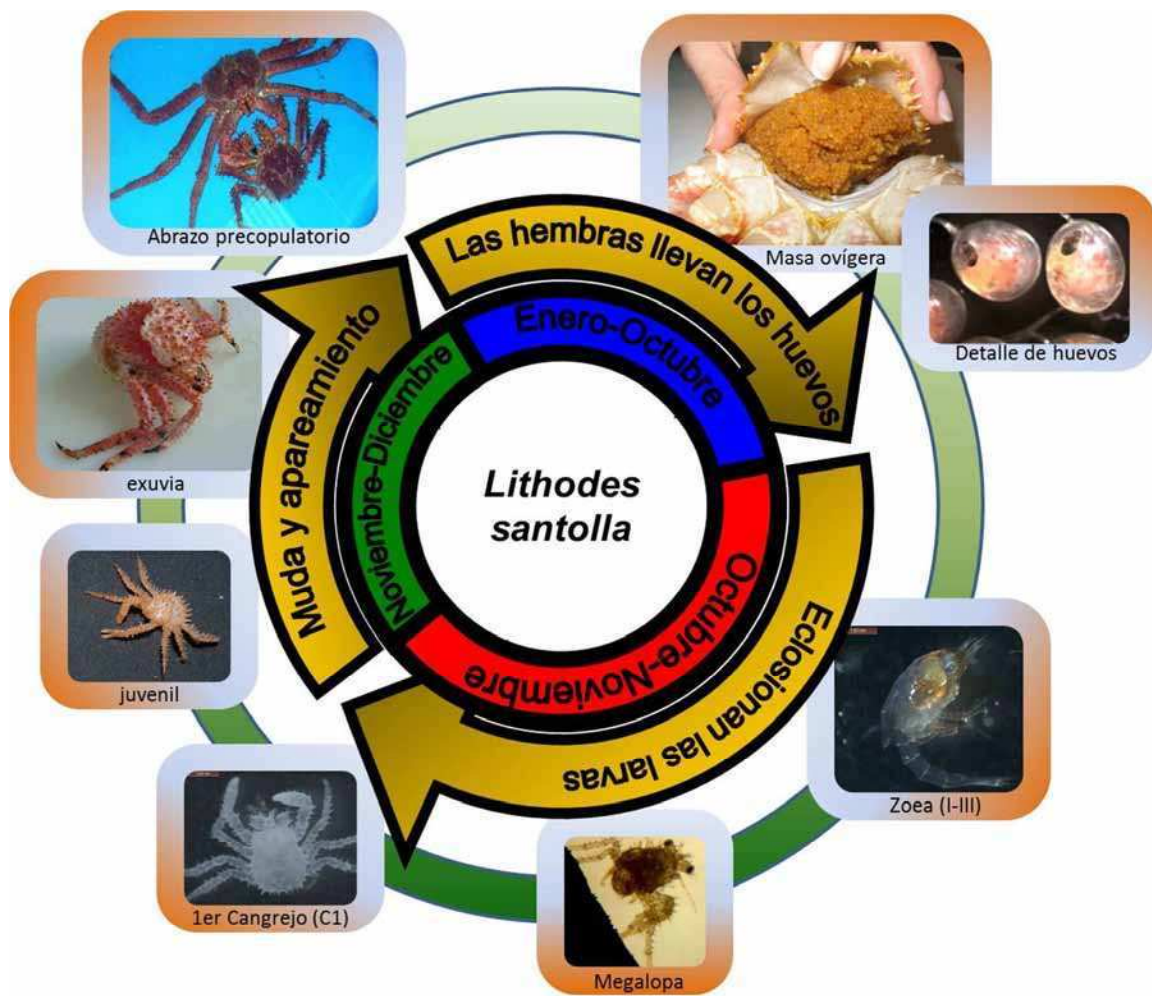 Abrazo precopulatorio
Masa ovígera
Detalle de huevos
exuvia
juvenil
1er Cangrejo (C1)
Megalopa
Zoea (I-III)
Las hembras llevan los huevos
Eclosionan las larvas
Muda y apareamiento
Enero-Octubre
Octubre-Noviembre
Noviembre-Diciembre
Lithodes
santolla